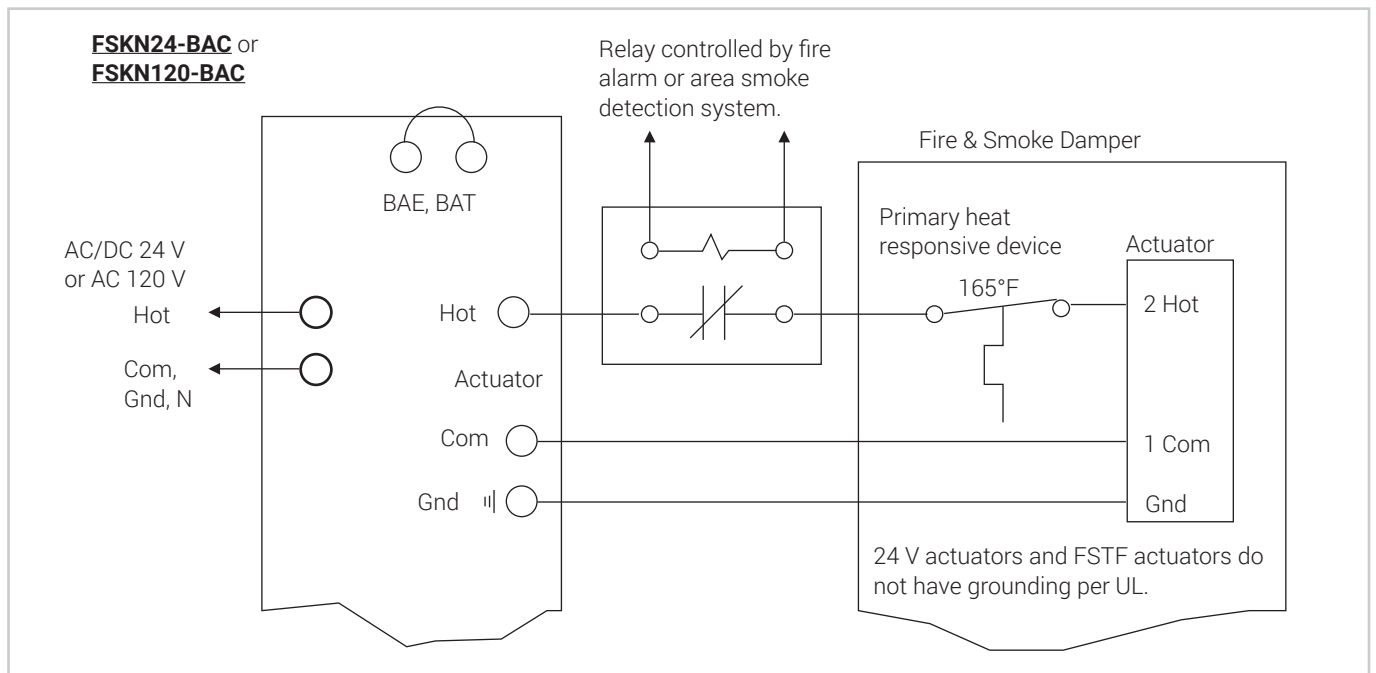 FSKN24-BAC or
FSKN120-BAC
Relay controlled by fire
alarm or area smoke
detection system.
Fire & Smoke Damper
BAE, BAT
Primary heat
responsive device
Actuator
AC/DC 24 V
or AC 120 V
165°F
Hot
Hot
2 Hot
Com,
Gnd, N
Actuator
Com
1 Com
Gnd
Gnd
24 V actuators and FSTF actuators do
not have grounding per UL.